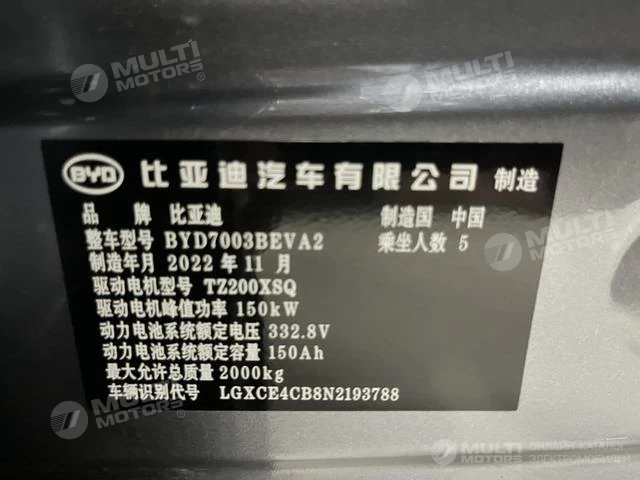 MULTI MOTORS®
MULTI MOTORS
BYD 比亚迪汽车有限公司 制造
品 牌 比亚迪 制造国 中国
整车型号 BYD7003BEVA2 乘坐人数 5
制造年月 2022 年 11 月
驱动电机型号 TZ200XSQ
驱动电机峰值功率 150kW
动力电池系统额定电压 332.8V
动力电池系统额定容量 150Ah
最大允许总质量 2000kg
车辆识别代号 LGXCE4CB8N2193788
MULTI MOTORS
MULTI MOTORS
ОНЛАЙН-КАТАЛОГ
ЭЛЕКТРОМОБИЛЕЙ